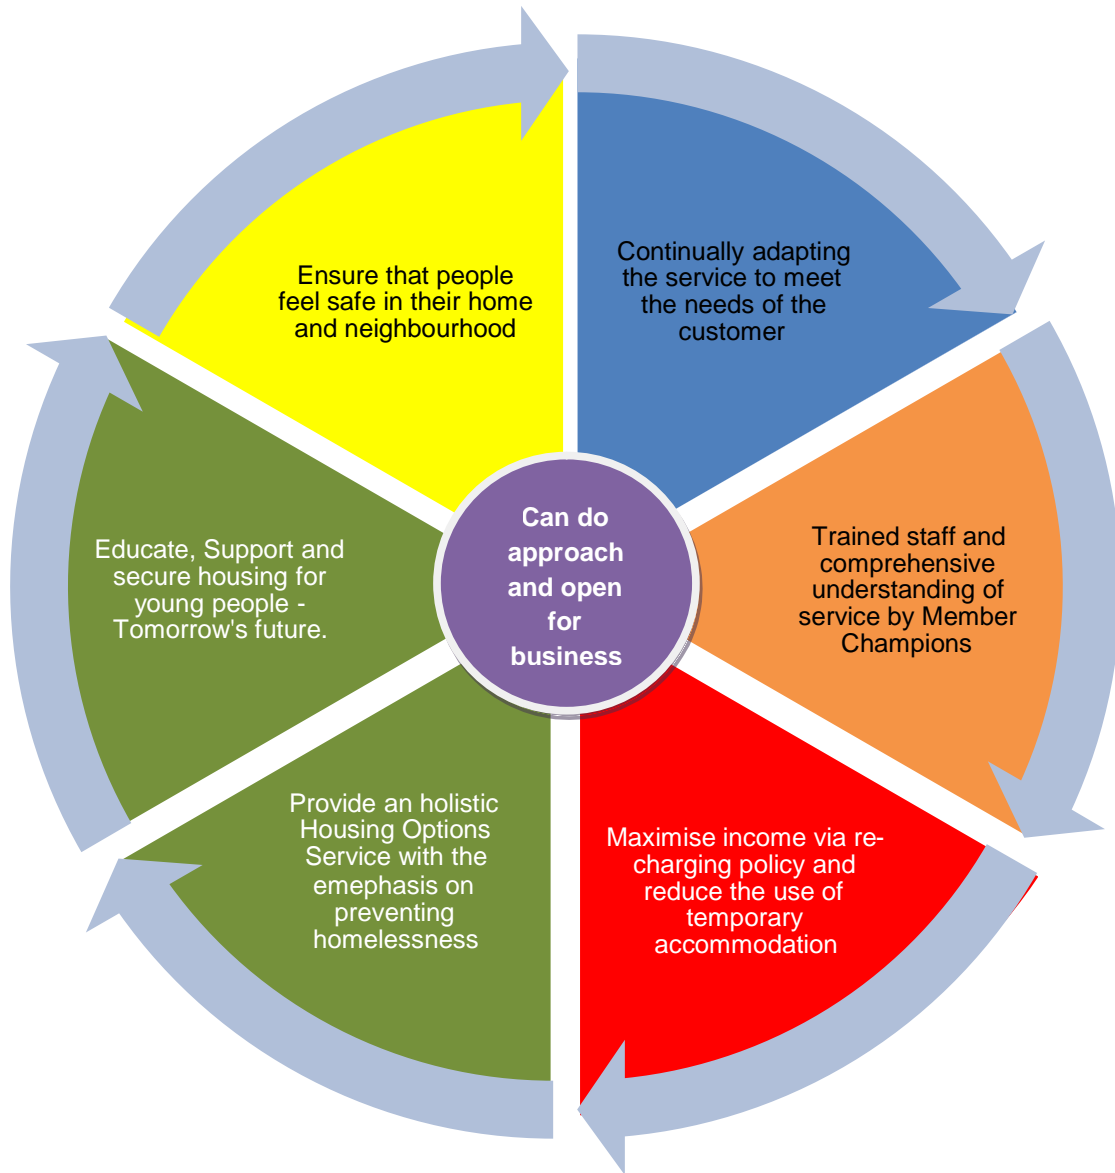 Continually adapting
the service to meet
the needs of the
customer
Trained staff and
comprehensive
understanding of
service by Member
Champions
Maximise income via re-
charging policy and
reduce the use of
temporary
accommodation
Provide an holistic
Housing Options
Service with the
emephasis on
preventing
homelessness
Educate, Support and
secure housing for
young people -
Tomorrow's future.
Ensure that people
feel safe in their home
and neighbourhood
Can do
approach
and open
for
business